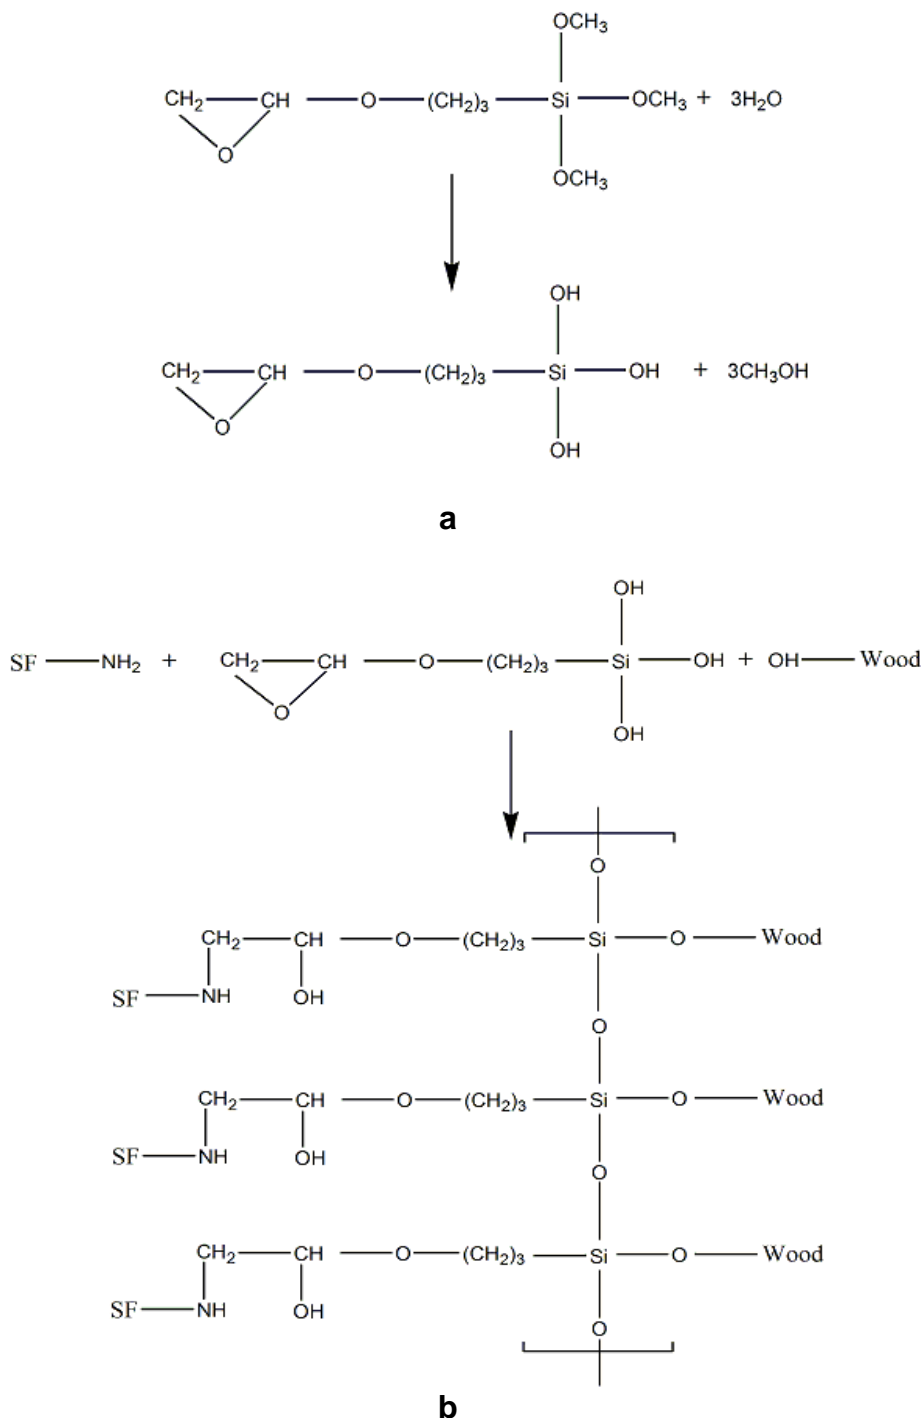 OCH₃
CH₂ CH O (CH₂)₃ Si OCH₃ + 3H₂O
O
OCH₃
OH
CH₂ CH O (CH₂)₃ Si OH + 3CH₃OH
O
OH
a
OH
SF NH₂ + CH₂ CH O (CH₂)₃ Si OH + OH Wood
O
OH
O
CH₂ CH O (CH₂)₃ Si O Wood
SF NH OH
O
CH₂ CH O (CH₂)₃ Si O Wood
SF NH OH
O
CH₂ CH O (CH₂)₃ Si O Wood
SF NH OH
O
b